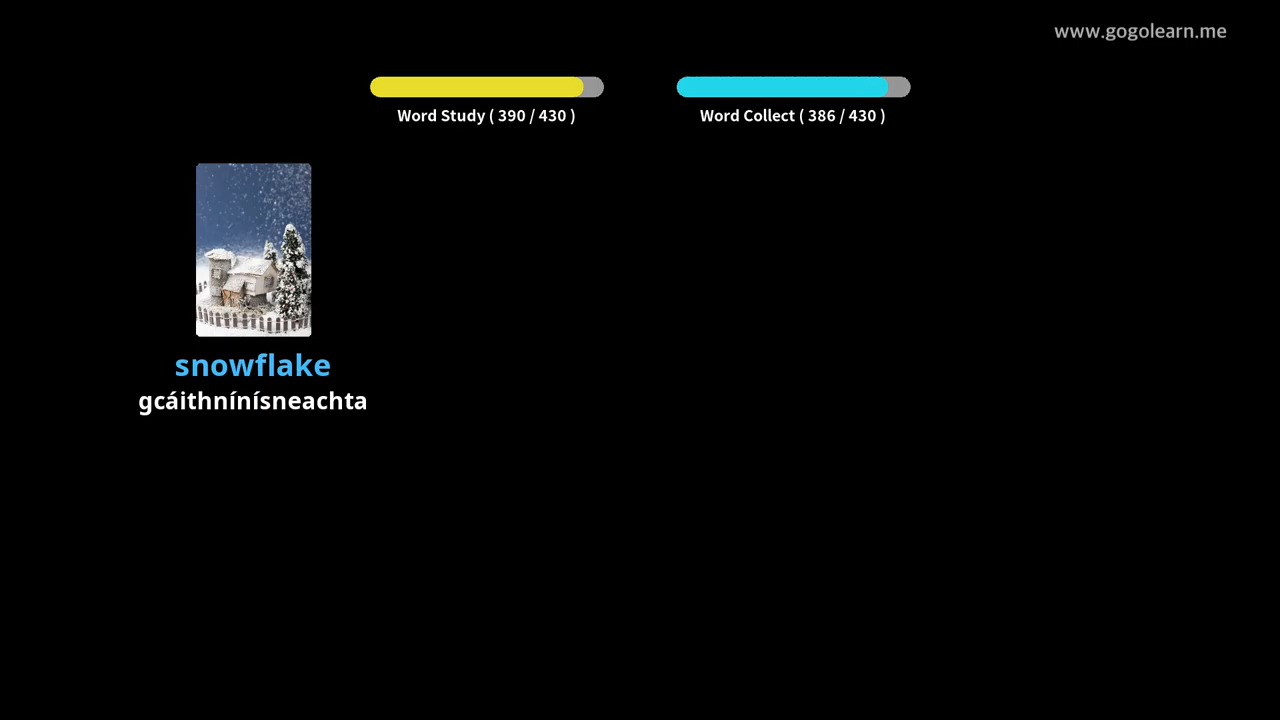 www.gogolearn.me
Word Study ( 390 / 430 )
Word Collect ( 386 / 430 )
snowflake
gcáithnínísneachta